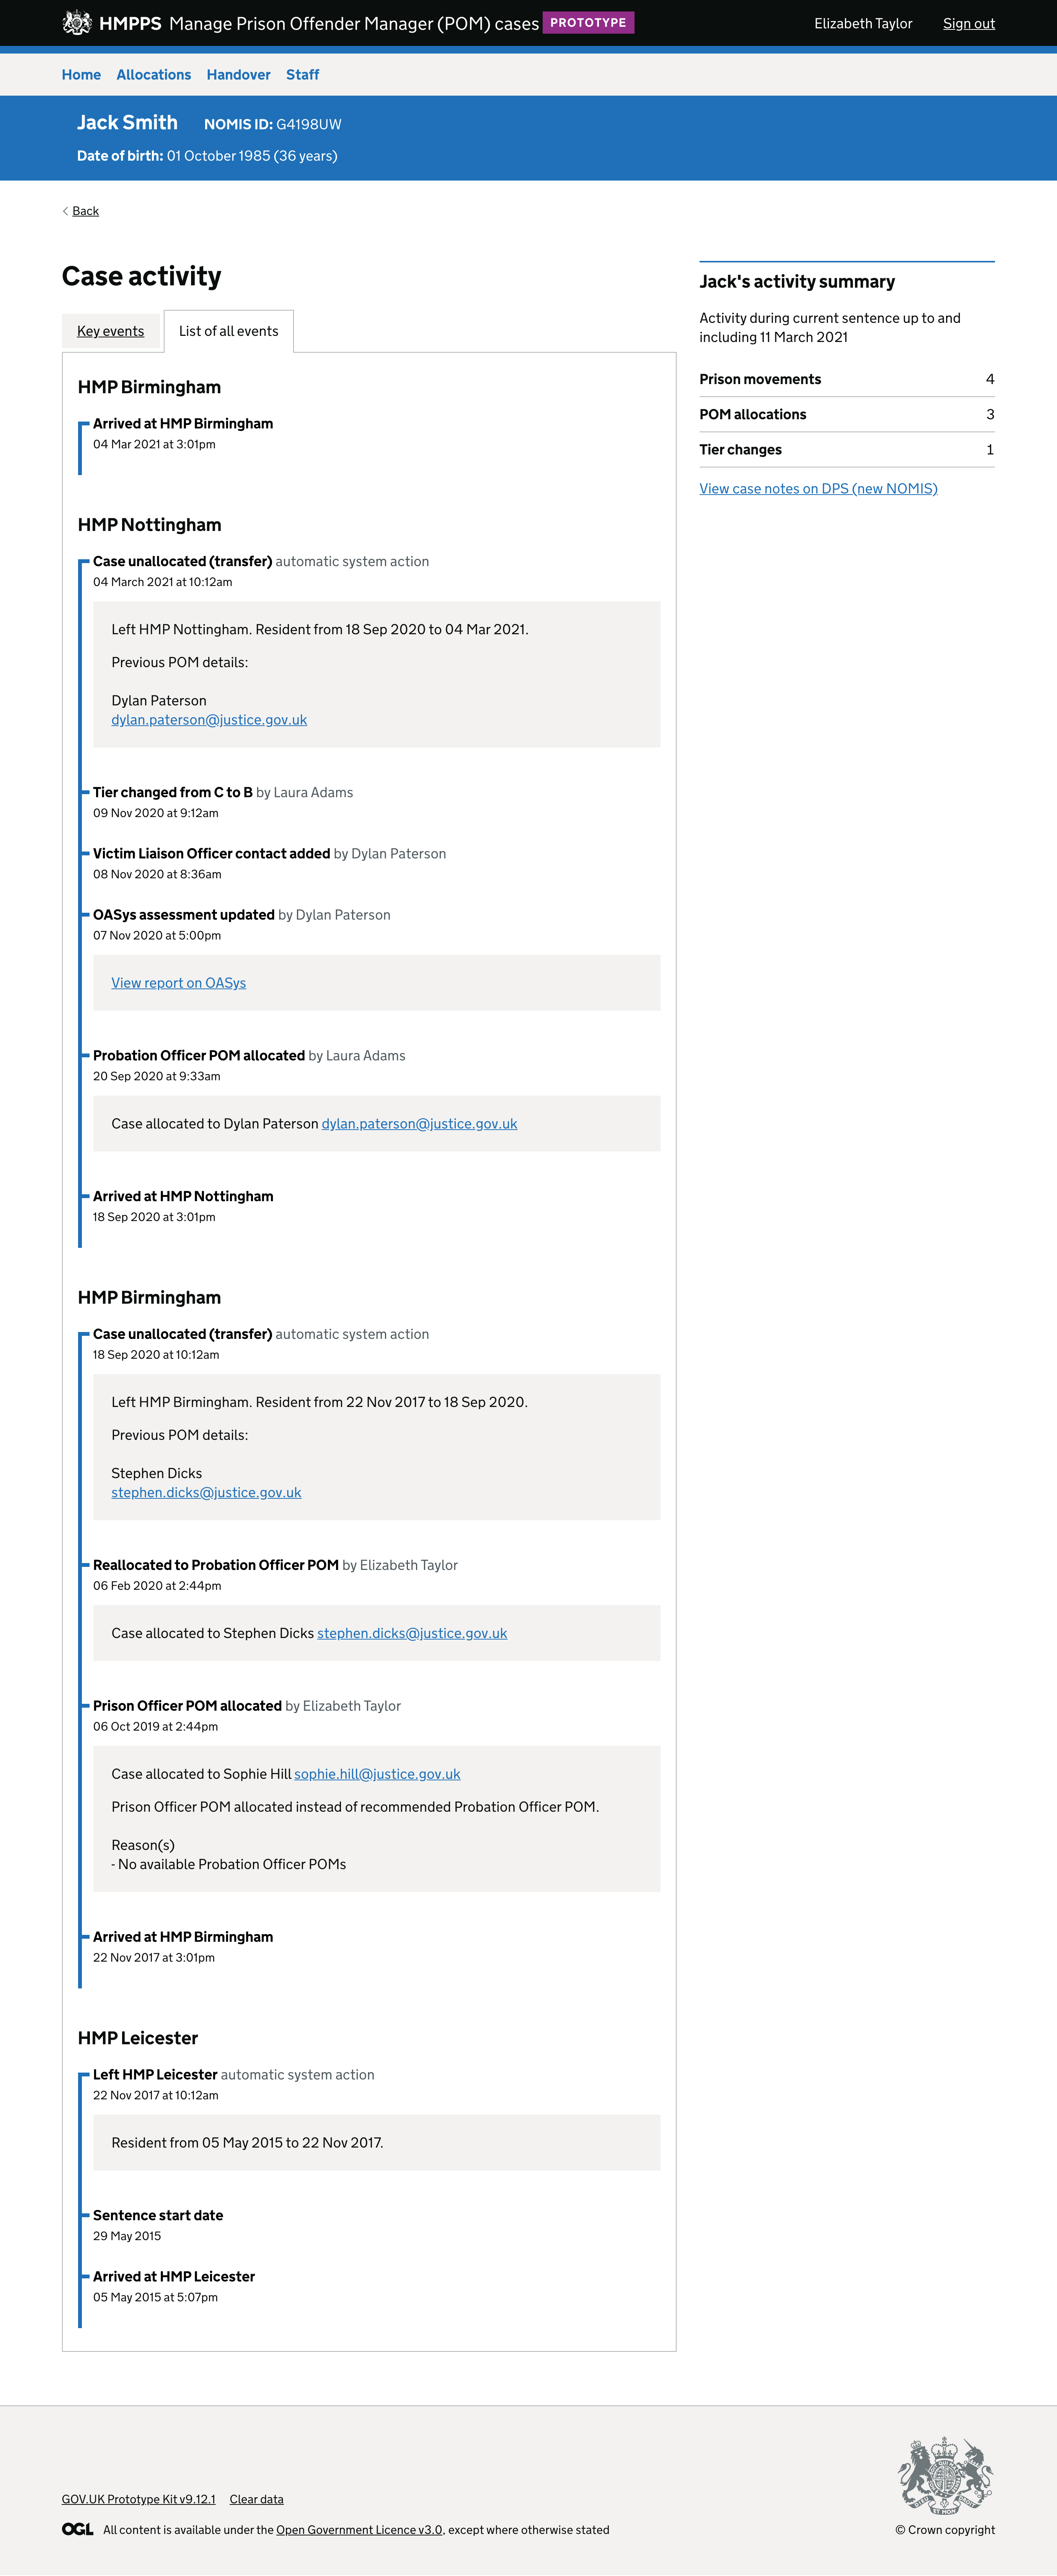 HMPPS Manage Prison Offender Manager (POM) cases PROTOTYPE
Elizabeth Taylor Sign out
Home Allocations Handover Staff
Jack Smith NOMIS ID: G4198UW
Date of birth: 01 October 1985 (36 years)
Back
Case activity
Key events List of all events
HMP Birmingham
Arrived at HMP Birmingham
04 Mar 2021 at 3:01pm
HMP Nottingham
Case unallocated (transfer) automatic system action
04 March 2021 at 10:12am
Left HMP Nottingham. Resident from 18 Sep 2020 to 04 Mar 2021.
Previous POM details:
Dylan Paterson
dylan.paterson@justice.gov.uk
Tier changed from C to B by Laura Adams
09 Nov 2020 at 9:12am
Victim Liaison Officer contact added by Dylan Paterson
08 Nov 2020 at 8:36am
OASys assessment updated by Dylan Paterson
07 Nov 2020 at 5:00pm
View report on OASys
Probation Officer POM allocated by Laura Adams
20 Sep 2020 at 9:33am
Case allocated to Dylan Paterson dylan.paterson@justice.gov.uk
Arrived at HMP Nottingham
18 Sep 2020 at 3:01pm
HMP Birmingham
Case unallocated (transfer) automatic system action
18 Sep 2020 at 10:12am
Left HMP Birmingham. Resident from 22 Nov 2017 to 18 Sep 2020.
Previous POM details:
Stephen Dicks
stephen.dicks@justice.gov.uk
Reallocated to Probation Officer POM by Elizabeth Taylor
06 Feb 2020 at 2:44pm
Case allocated to Stephen Dicks stephen.dicks@justice.gov.uk
Prison Officer POM allocated by Elizabeth Taylor
06 Oct 2019 at 2:44pm
Case allocated to Sophie Hill sophie.hill@justice.gov.uk
Prison Officer POM allocated instead of recommended Probation Officer POM.
Reason(s)
- No available Probation Officer POMs
Arrived at HMP Birmingham
22 Nov 2017 at 3:01pm
HMP Leicester
Left HMP Leicester automatic system action
22 Nov 2017 at 10:12am
Resident from 05 May 2015 to 22 Nov 2017.
Sentence start date
29 May 2015
Arrived at HMP Leicester
05 May 2015 at 5:07pm
Jack's activity summary
Activity during current sentence up to and
including 11 March 2021
Prison movements 4
POM allocations 3
Tier changes 1
View case notes on DPS (new NOMIS)
GOV.UK Prototype Kit v9.12.1 Clear data
OGL All content is available under the Open Government Licence v3.0, except where otherwise stated
© Crown copyright